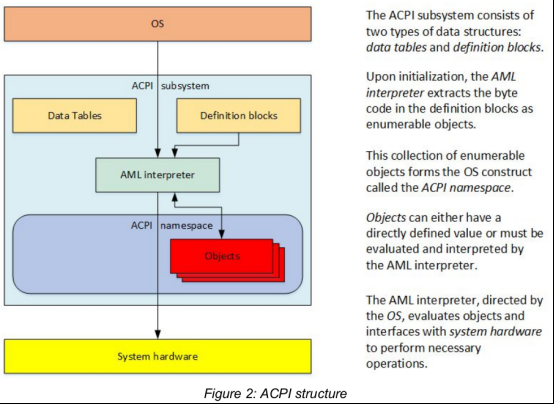 OS
ACPI subsystem
Data Tables
Definition blocks
AML interpreter
ACPI namespace
Objects
System hardware
The ACPI subsystem consists of
two types of data structures:
data tables and definition blocks.
Upon initialization, the AML
interpreter extracts the byte
code in the definition blocks as
enumerable objects.
This collection of enumerable
objects forms the OS construct
called the ACPI namespace.
Objects can either have a
directly defined value or must be
evaluated and interpreted by
the AML interpreter.
The AML interpreter, directed by
the OS, evaluates objects and
interfaces with system hardware
to perform necessary
operations.
Figure 2: ACPI structure